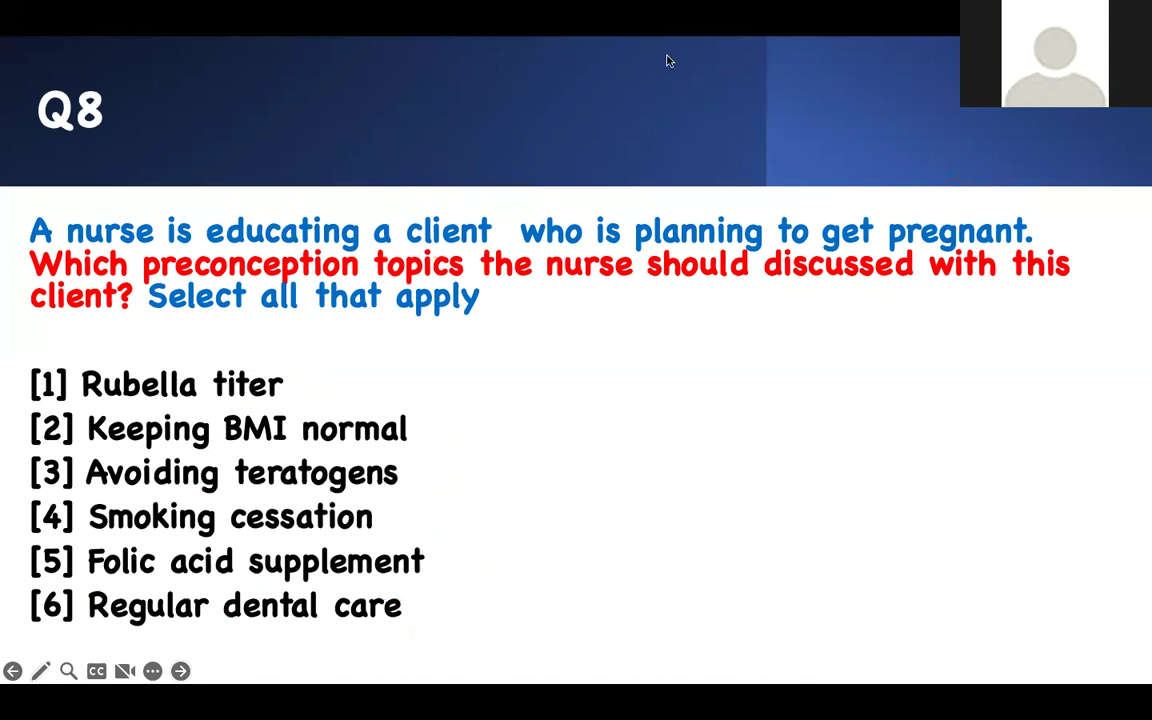 Q8
A nurse is educating a client who is planning to get pregnant.
Which preconception topics the nurse should discussed with this
client? Select all that apply
[1] Rubella titer
[2] Keeping BMI normal
[3] Avoiding teratogens
[4] Smoking cessation
[5] Folic acid supplement
[6] Regular dental care
CC